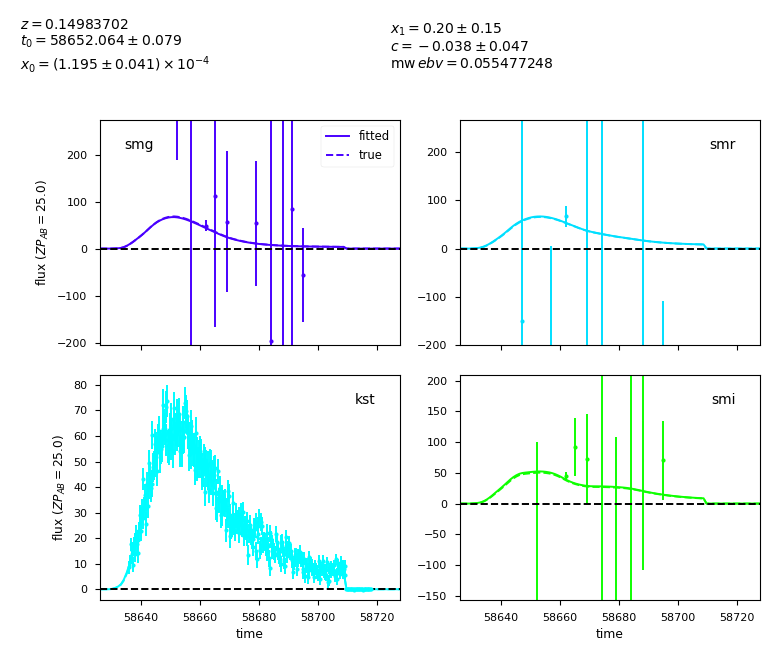 z = 0.14983702
t₀ = 58652.064 ± 0.079
x₀ = (1.195 ± 0.041) × 10⁻⁴
x₁ = 0.20 ± 0.15
c = −0.038 ± 0.047
mwebv = 0.055477248
smg
fitted
true
200
100
0
−100
−200
flux (ZP_AB = 25.0)
smr
200
100
0
−100
−200
kst
80
70
60
50
40
30
20
10
0
flux (ZP_AB = 25.0)
58640 58660 58680 58700 58720
time
smi
200
150
100
50
0
−50
−100
−150
58640 58660 58680 58700 58720
time